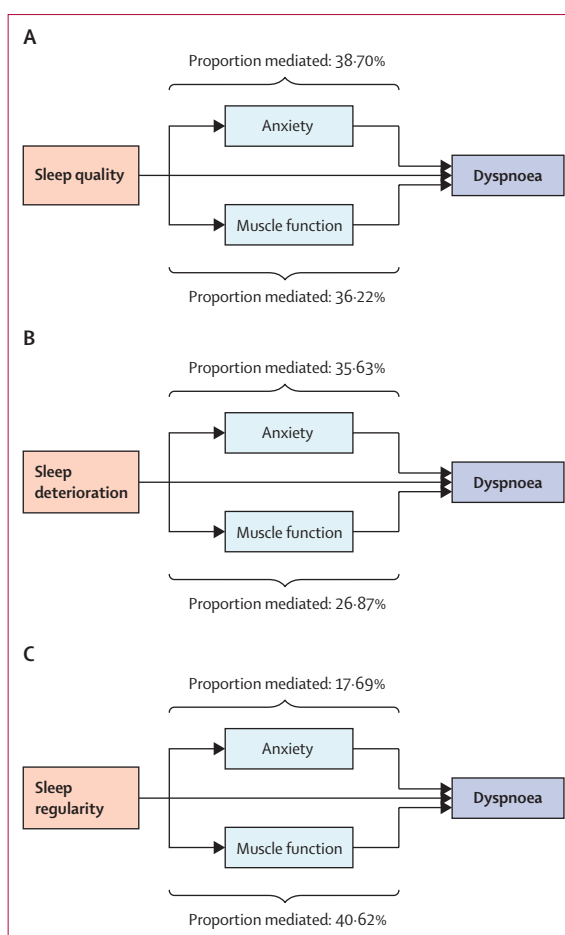 A
Proportion mediated: 38·70%
Anxiety
Sleep quality
Dyspnoea
Muscle function
Proportion mediated: 36·22%
B
Proportion mediated: 35·63%
Anxiety
Sleep
deterioration
Dyspnoea
Muscle function
Proportion mediated: 26·87%
C
Proportion mediated: 17·69%
Anxiety
Sleep
regularity
Dyspnoea
Muscle function
Proportion mediated: 40·62%